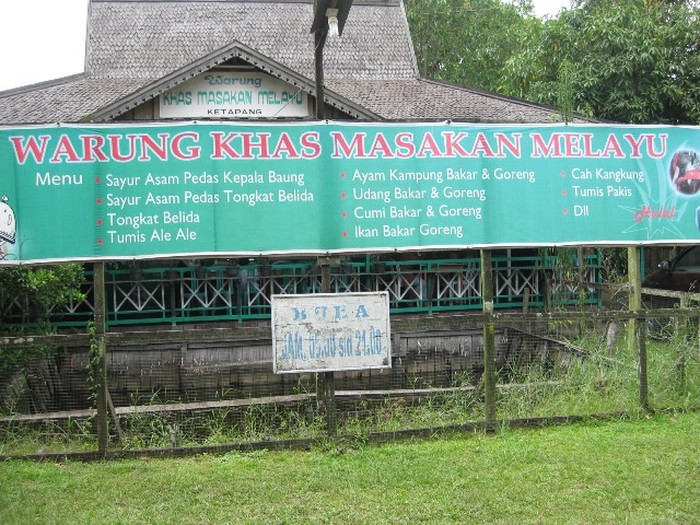 Warung
KHAS MASAKAN MELAYU
KETAPANG
WARUNG KHAS MASAKAN MELAYU
Menu
Sayur Asam Pedas Kepala Baung
Sayur Asam Pedas Tongkat Belida
Tongkat Belida
Tumis Ale Ale
Ayam Kampung Bakar & Goreng
Udang Bakar & Goreng
Cumi Bakar & Goreng
Ikan Bakar Goreng
Cah Kangkung
Tumis Pakis
Dll
Halal
BUKA
JAM. 09.00 s/d 21.00